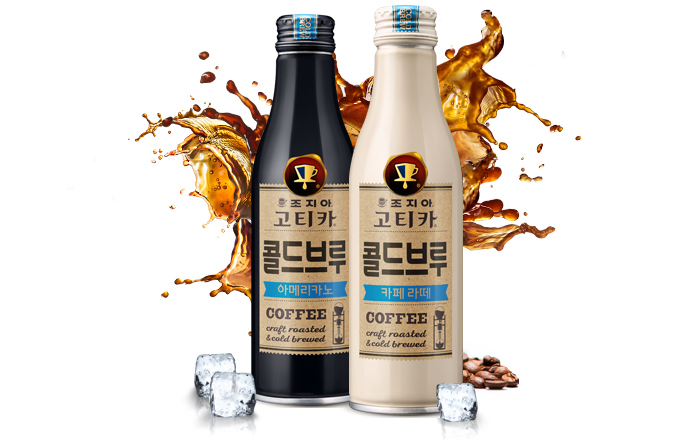 조지아
고티카
콜드브루
아메리카노
COFFEE
craft roasted
& cold brewed
조지아
고티카
콜드브루
카페 라떼
COFFEE
craft roasted
& cold brewed